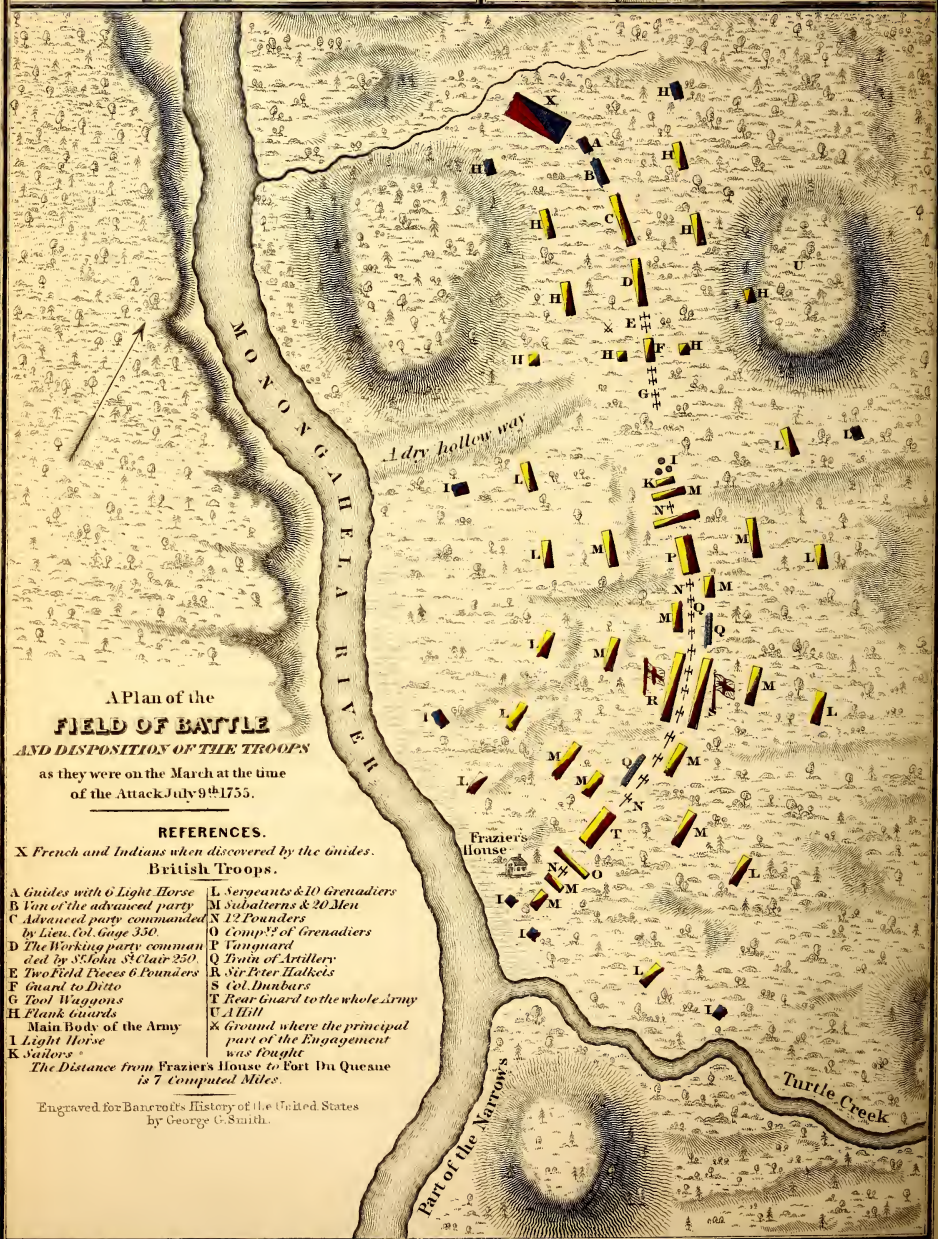 X
H
A
H
H
B
C
H
H
U
D
H
H
E
H
H
F
H
G
MONONGAHELA RIVER
A dry hollow way
L
L
I
K
M
I
L
N
L
M
P
M
L
N
M
Q
M
Q
I
M
R
M
L
I
L
M
Q
M
L
M
N
T
M
Frazier's
House
N
O
L
M
I
M
I
L
I
Turtle Creek
Part of the Narrows
A Plan of the
FIELD OF BATTLE
AND DISPOSITION OF THE TROOPS
as they were on the March at the time
of the Attack July 9th 1755.
REFERENCES.
X French and Indians when discovered by the Guides.
British Troops.
A Guides with 6 Light Horse
B Van of the advanced party
C Advanced party commanded
by Lieu. Col. Gage 350.
D The Working party comman
ded by Sr. John St. Clair 250.
E Two Field Pieces 6 Pounders
F Guard to Ditto
G Tool Waggons
H Flank Guards
Main Body of the Army
I Light Horse
K Sailors
L Sergeants & 10 Grenadiers
M Subalterns & 20 Men
N 12 Pounders
O Compy. of Grenadiers
P Vanguard
Q Train of Artillery
R Sir Peter Halkets
S Col. Dunbars
T Rear Guard to the whole Army
U A Hill
Ground where the principal
part of the Engagement
was fought
The Distance from Frazier's House to Fort Du Quesne
is 7 Computed Miles.
Engraved for Bancroft's History of the United States
by George G. Smith.